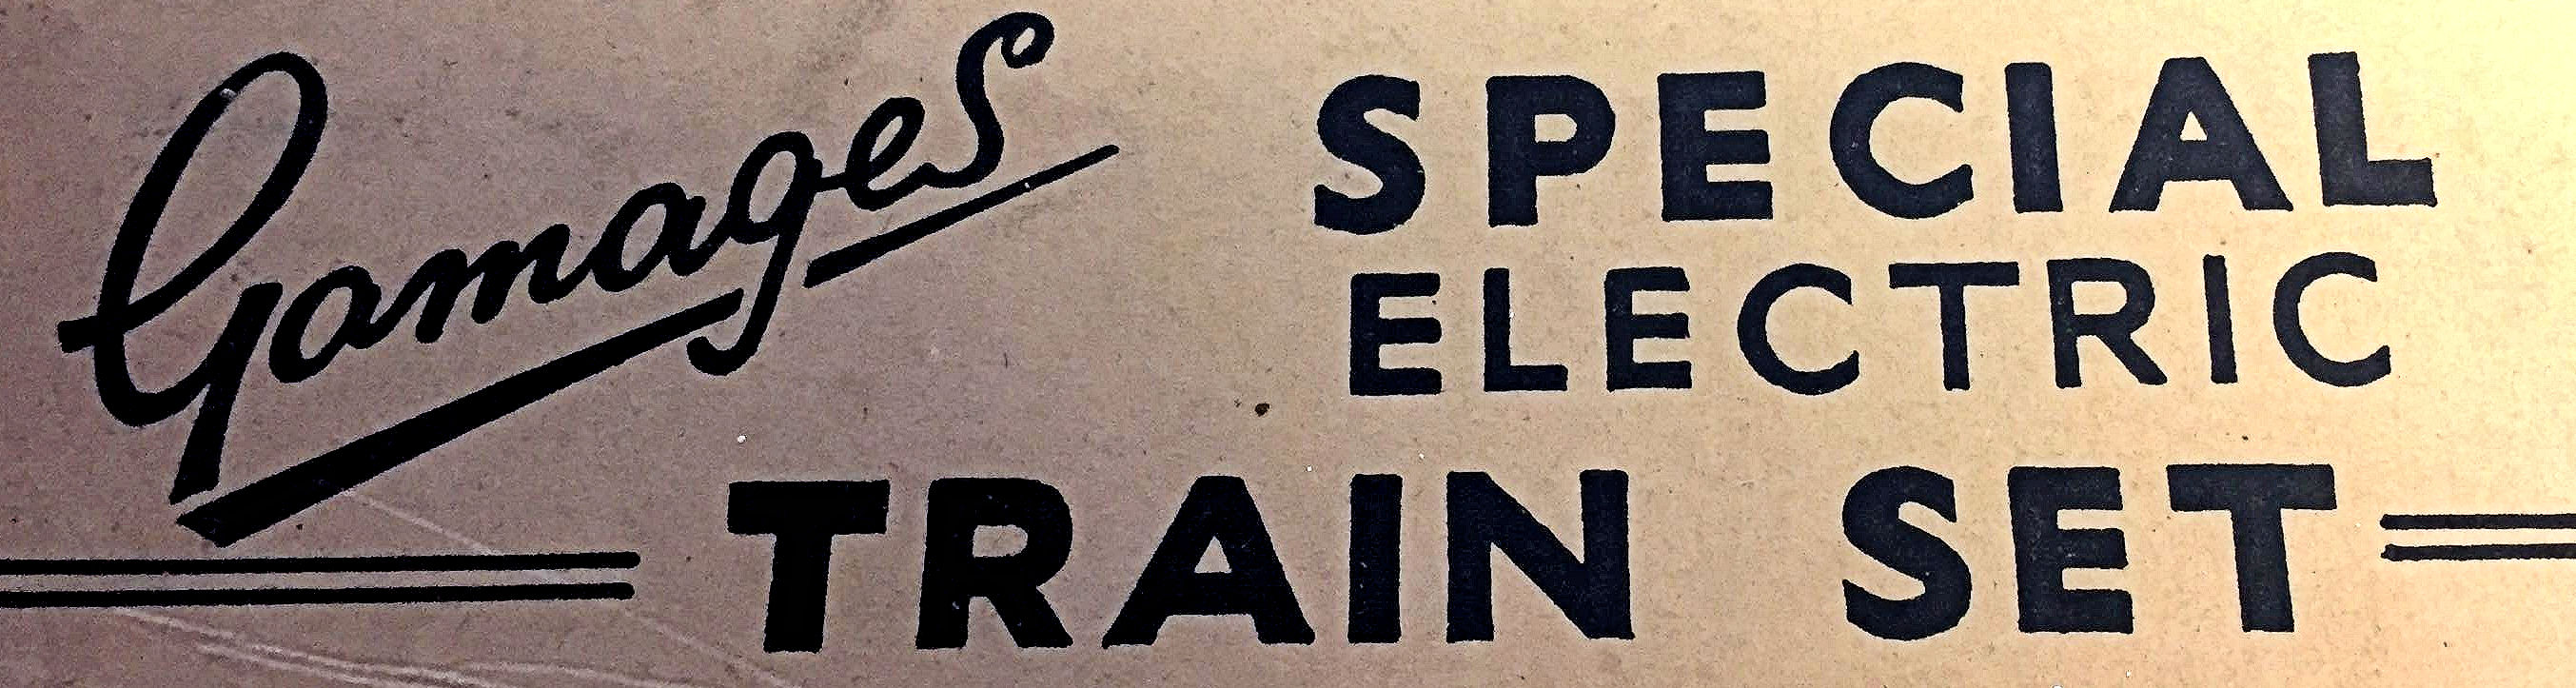 Gamages
SPECIAL
ELECTRIC
TRAIN SET